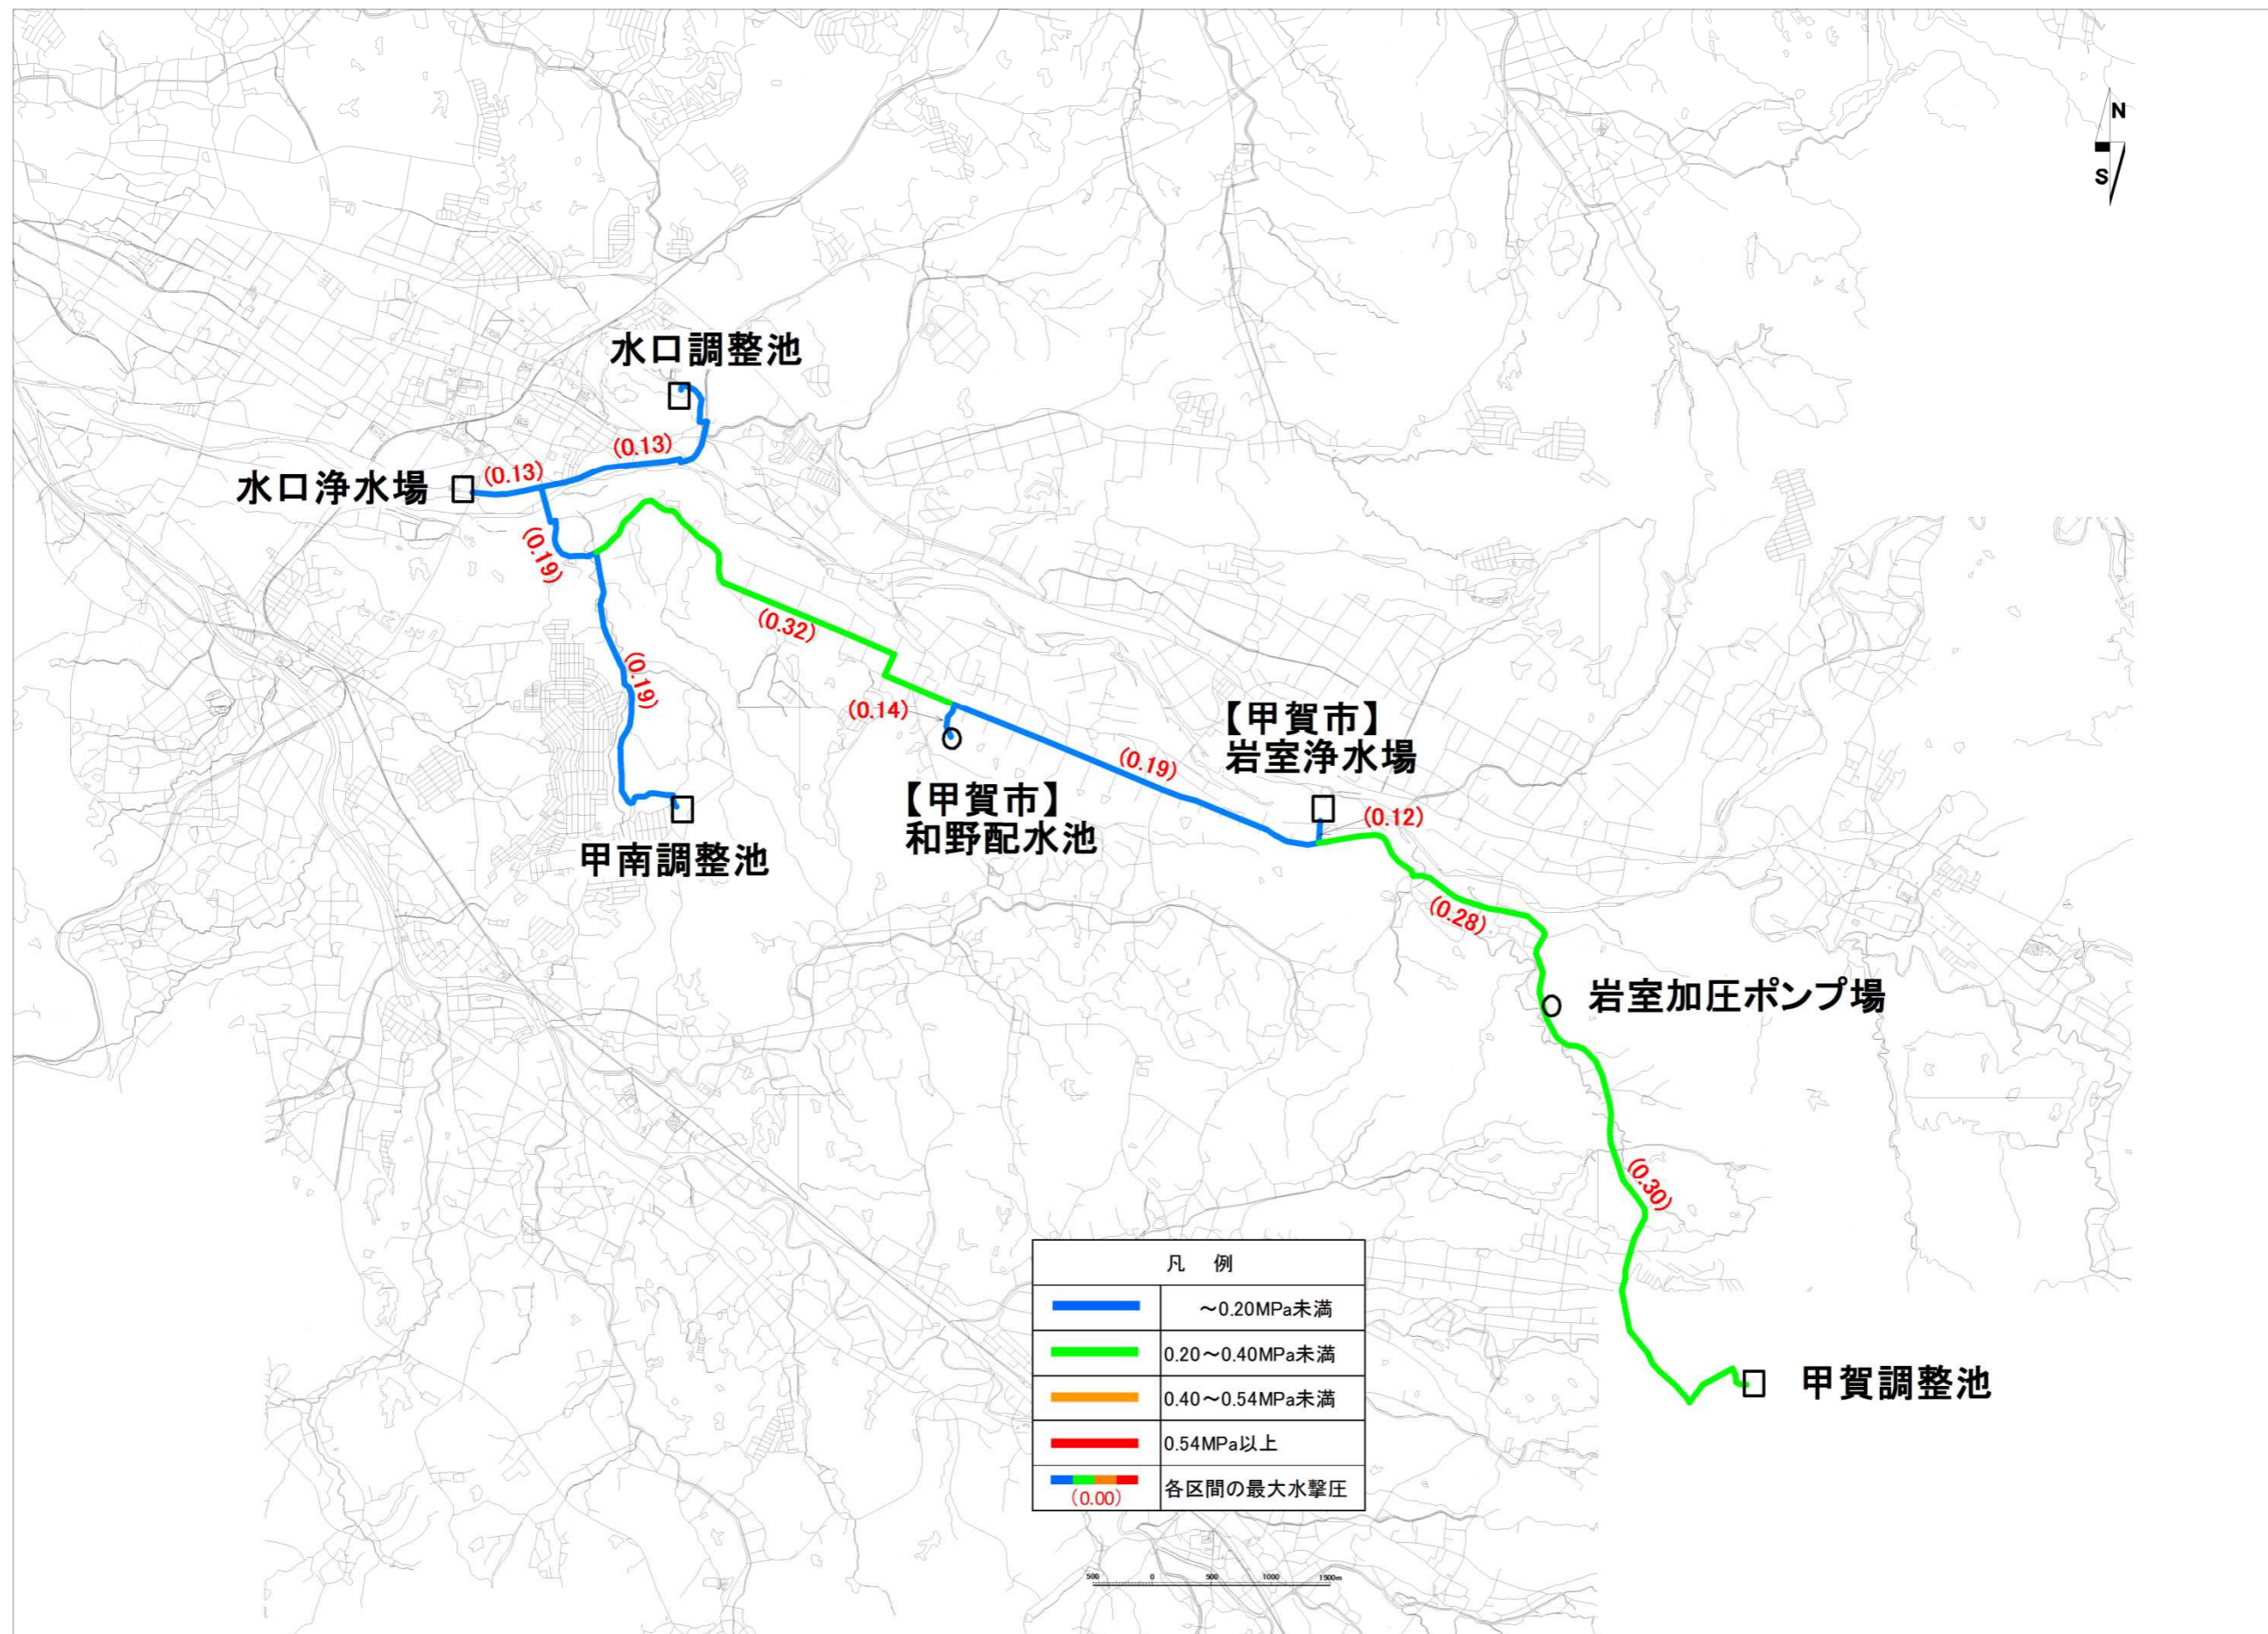 N
S
水口調整池
(0.13)
水口浄水場
(0.13)
(0.19)
(0.32)
(0.19)
(0.14)
【甲賀市】
岩室浄水場
(0.19)
【甲賀市】
和野配水池
(0.12)
甲南調整池
(0.28)
岩室加圧ポンプ場
(0.30)
凡 例
～0.20MPa未満
0.20～0.40MPa未満
0.40～0.54MPa未満
0.54MPa以上
(0.00)
各区間の最大水撃圧
甲賀調整池
500 0 500 1000 1500m